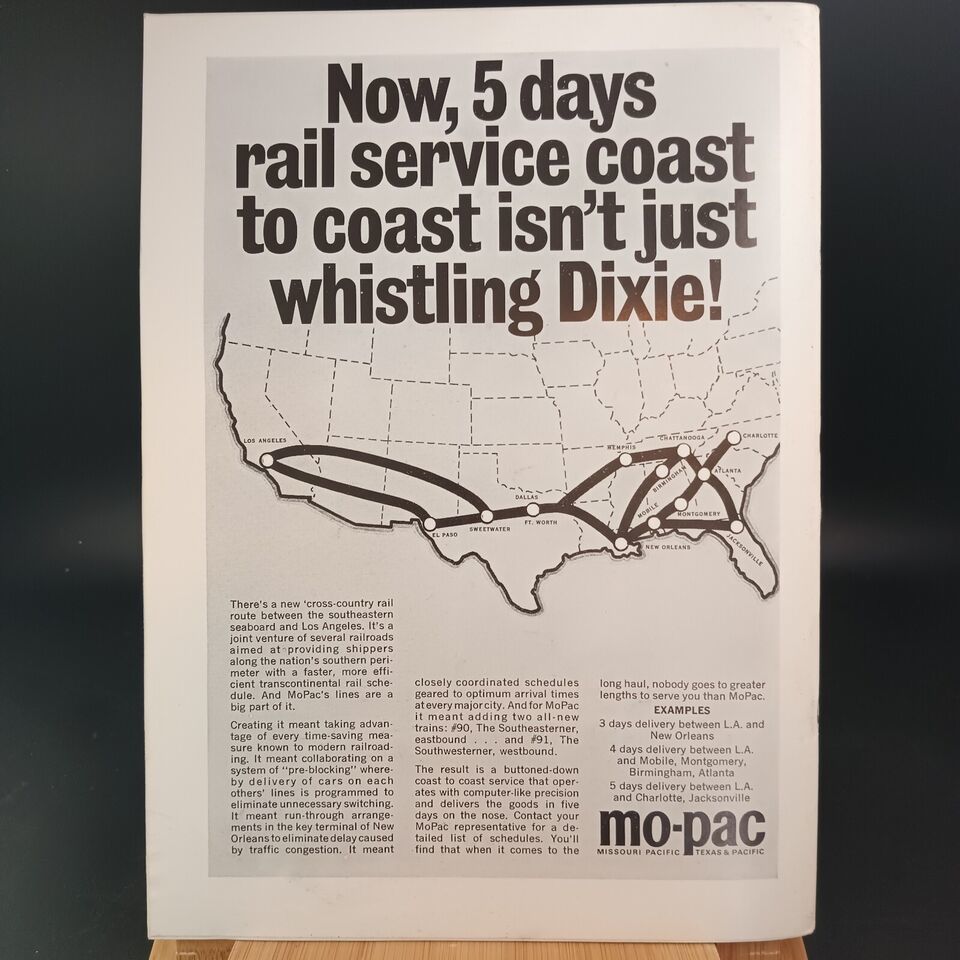 Now, 5 days
rail service coast
to coast isn't just
whistling Dixie!
LOS ANGELES
EL PASO
SWEETWATER
DALLAS
FT. WORTH
MEMPHIS
CHATTANOOGA
CHARLOTTE
BIRMINGHAM
ATLANTA
MOBILE
MONTGOMERY
NEW ORLEANS
JACKSONVILLE
There's a new 'cross-country rail
route between the southeastern
seaboard and Los Angeles. It's a
joint venture of several railroads
aimed at providing shippers
along the nation's southern peri-
meter with a faster, more effi-
cient transcontinental rail sche-
dule. And MoPac's lines are a
big part of it.
Creating it meant taking advan-
tage of every time-saving mea-
sure known to modern railroad-
ing. It meant collaborating on a
system of "pre-blocking" where-
by delivery of cars on each
others' lines is programmed to
eliminate unnecessary switching.
It meant run-through arrange-
ments in the key terminal of New
Orleans to eliminate delay caused
by traffic congestion. It meant
closely coordinated schedules
geared to optimum arrival times
at every major city. And for MoPac
it meant adding two all-new
trains: #90, The Southeasterner,
eastbound . . . and #91, The
Southwesterner, westbound.
The result is a buttoned-down
coast to coast service that oper-
ates with computer-like precision
and delivers the goods in five
days on the nose. Contact your
MoPac representative for a de-
tailed list of schedules. You'll
find that when it comes to the
long haul, nobody goes to greater
lengths to serve you than MoPac.
EXAMPLES
3 days delivery between L.A. and
New Orleans
4 days delivery between L.A.
and Mobile, Montgomery,
Birmingham, Atlanta
5 days delivery between L.A.
and Charlotte, Jacksonville
mo-pac
MISSOURI PACIFIC TEXAS & PACIFIC